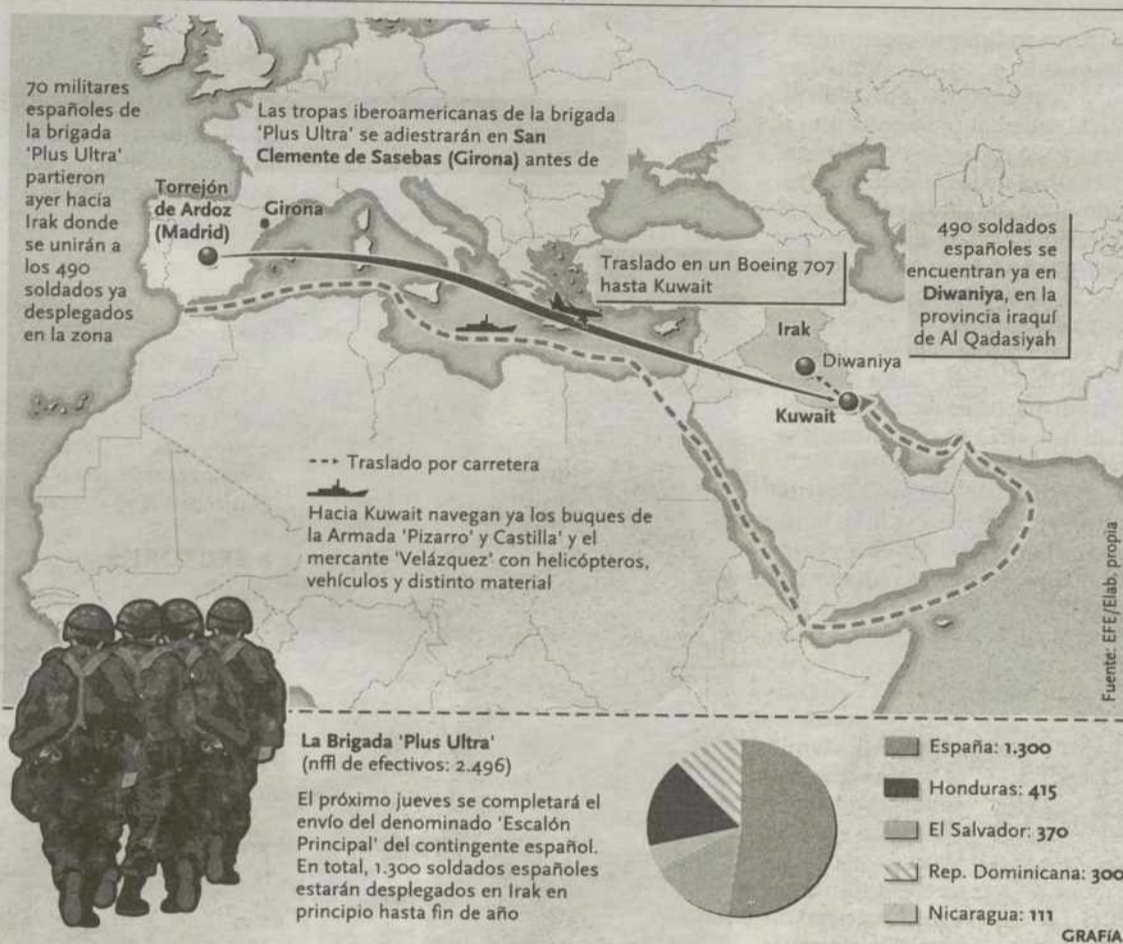 70 militares
españoles de
la brigada
'Plus Ultra'
partieron
ayer hacia
Irak donde
se unirán a
los 490
soldados ya
desplegados
en la zona
Las tropas iberoamericanas de la brigada
'Plus Ultra' se adiestrarán en San
Clemente de Sasebas (Girona) antes de
Torrejón
de Ardoz
(Madrid)
Girona
Traslado en un Boeing 707
hasta Kuwait
490 soldados
españoles se
encuentran ya en
Diwaniya, en la
provincia iraquí
de Al Qadasiyah
Irak
Diwaniya
Kuwait
Traslado por carretera
Hacia Kuwait navegan ya los buques de
la Armada 'Pizarro' y Castilla' y el
mercante 'Velázquez' con helicópteros,
vehículos y distinto material
Fuente: EFE/Elab. propia
La Brigada 'Plus Ultra'
(nffl de efectivos: 2.496)
El próximo jueves se completará el
envío del denominado 'Escalón
Principal' del contingente español.
En total, 1.300 soldados españoles
estarán desplegados en Irak en
principio hasta fin de año
España: 1.300
Honduras: 415
El Salvador: 370
Rep. Dominicana: 300
Nicaragua: 111
GRAFÍA